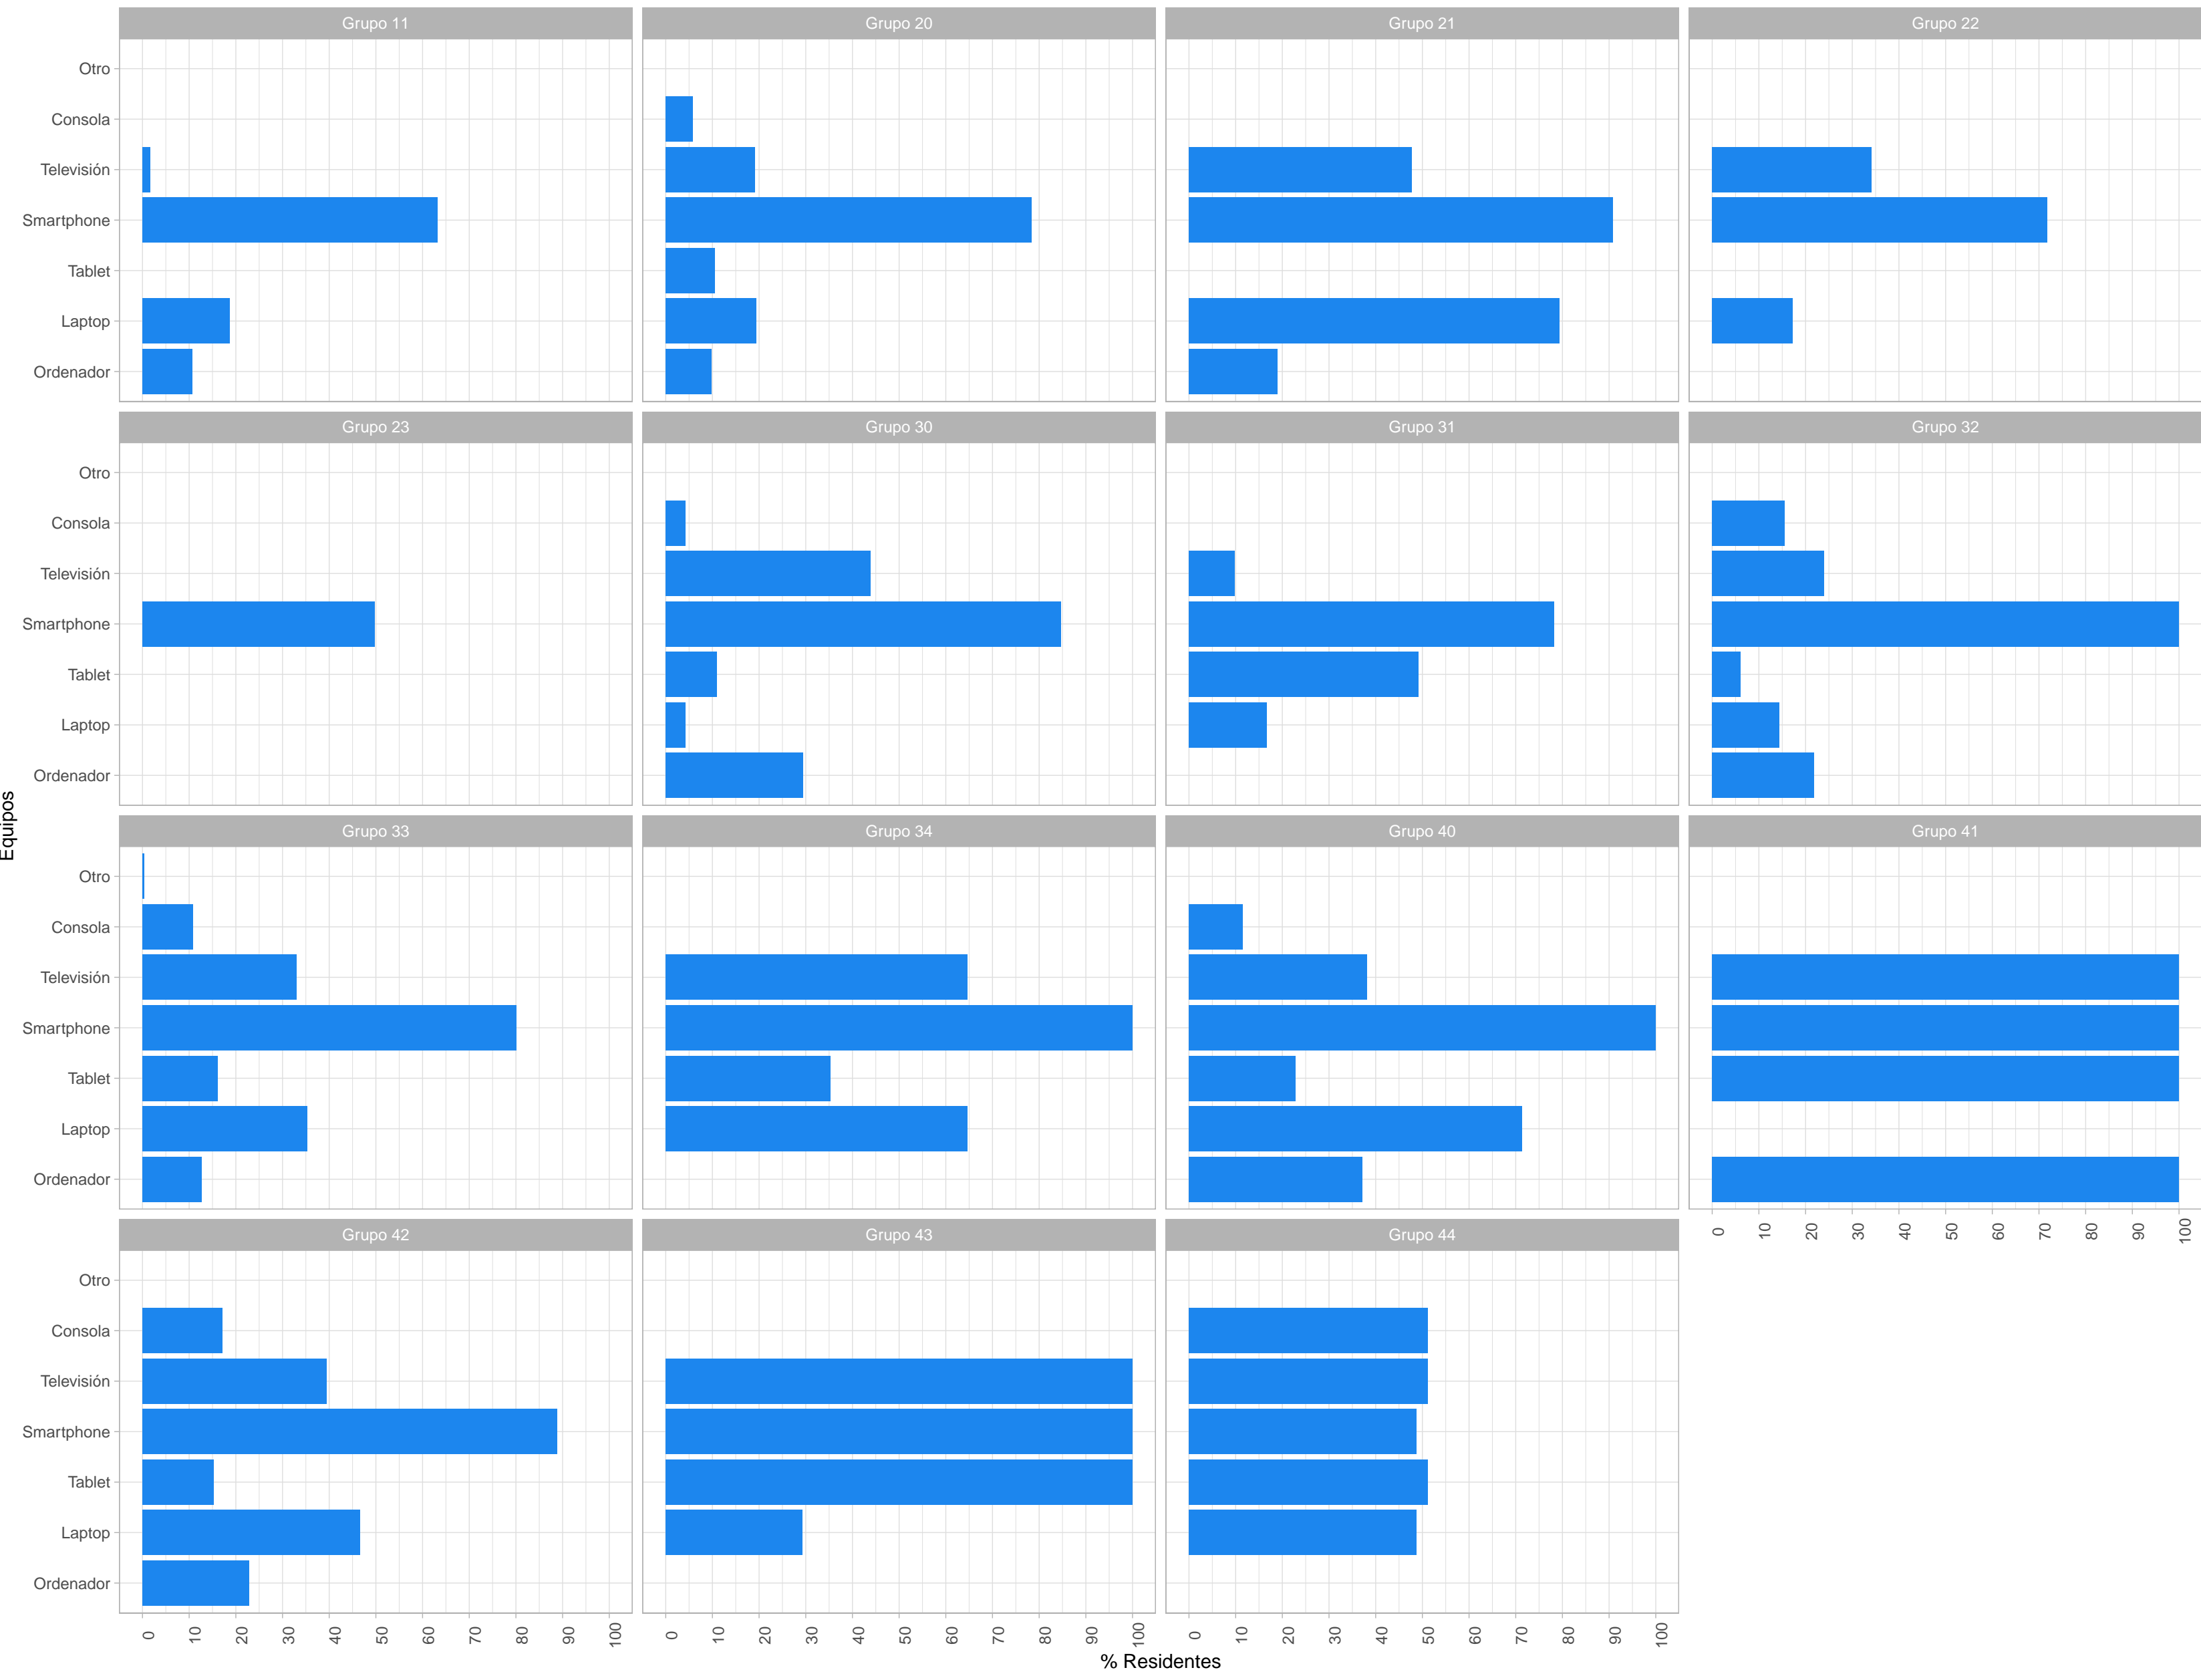 Grupo 11
Grupo 20
Grupo 21
Grupo 22
Otro
Consola
Televisión
Smartphone
Tablet
Laptop
Ordenador
Grupo 23
Grupo 30
Grupo 31
Grupo 32
Otro
Consola
Televisión
Smartphone
Tablet
Laptop
Ordenador
Equipos
Grupo 33
Grupo 34
Grupo 40
Grupo 41
Otro
Consola
Televisión
Smartphone
Tablet
Laptop
Ordenador
0 10 20 30 40 50 60 70 80 90 100
Grupo 42
Grupo 43
Grupo 44
Otro
Consola
Televisión
Smartphone
Tablet
Laptop
Ordenador
0 10 20 30 40 50 60 70 80 90 100
0 10 20 30 40 50 60 70 80 90 100
0 10 20 30 40 50 60 70 80 90 100
% Residentes